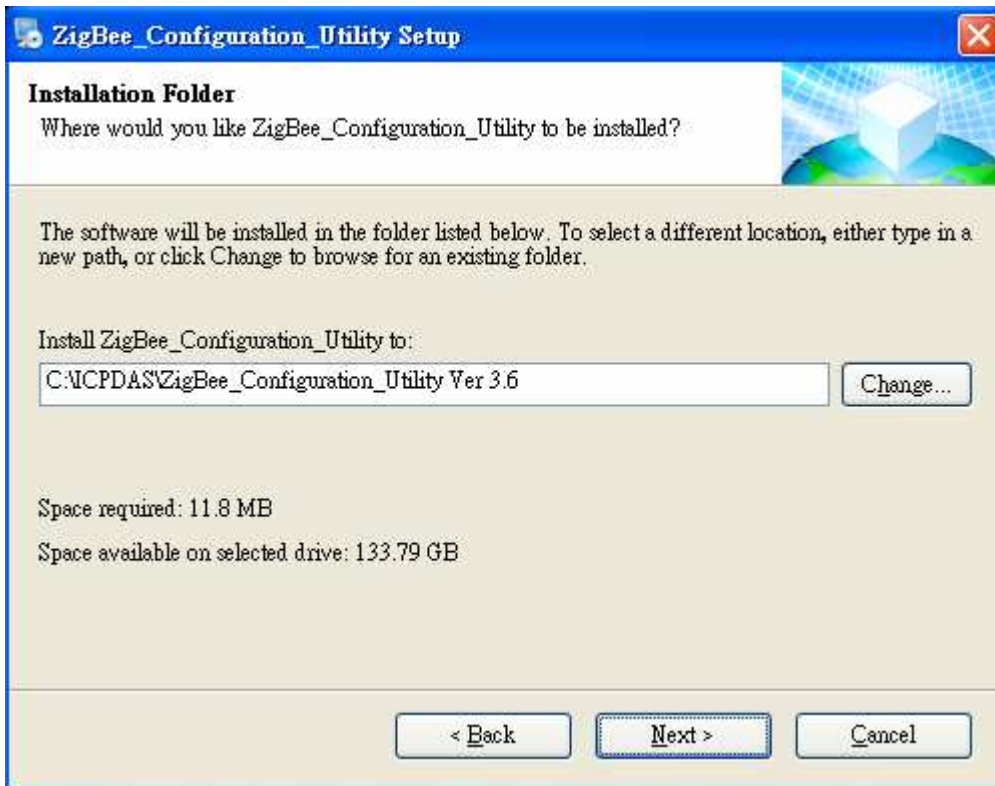 ZigBee_Configuration_Utility Setup
Installation Folder
Where would you like ZigBee_Configuration_Utility to be installed?
The software will be installed in the folder listed below. To select a different location, either type in a
new path, or click Change to browse for an existing folder.
Install ZigBee_Configuration_Utility to:
C:\ICPDAS\ZigBee_Configuration_Utility Ver 3.6
Change...
Space required: 11.8 MB
Space available on selected drive: 133.79 GB
< Back
Next >
Cancel